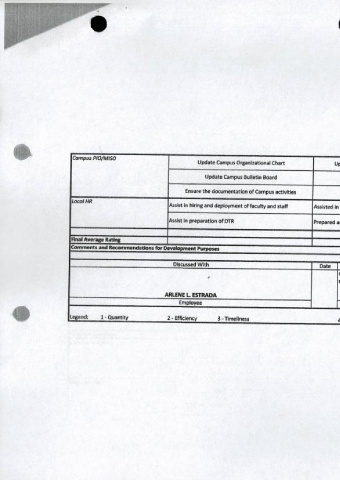 Campus PIO/MISO
Update Campus Organizational Chart
Update Campus Bulletin Board
Ensure the documentation of Campus activities
Local HR
Assist in hiring and deployment of faculty and staff
Assisted in
Assist in preparation of DTR
Prepared a
Final Average Rating
Comments and Recommendations for Development Purposes
Discussed With
Date
ARLENE L. ESTRADA
Employee
Legend: 1 - Quantity 2 - Efficiency 3 - Timeliness